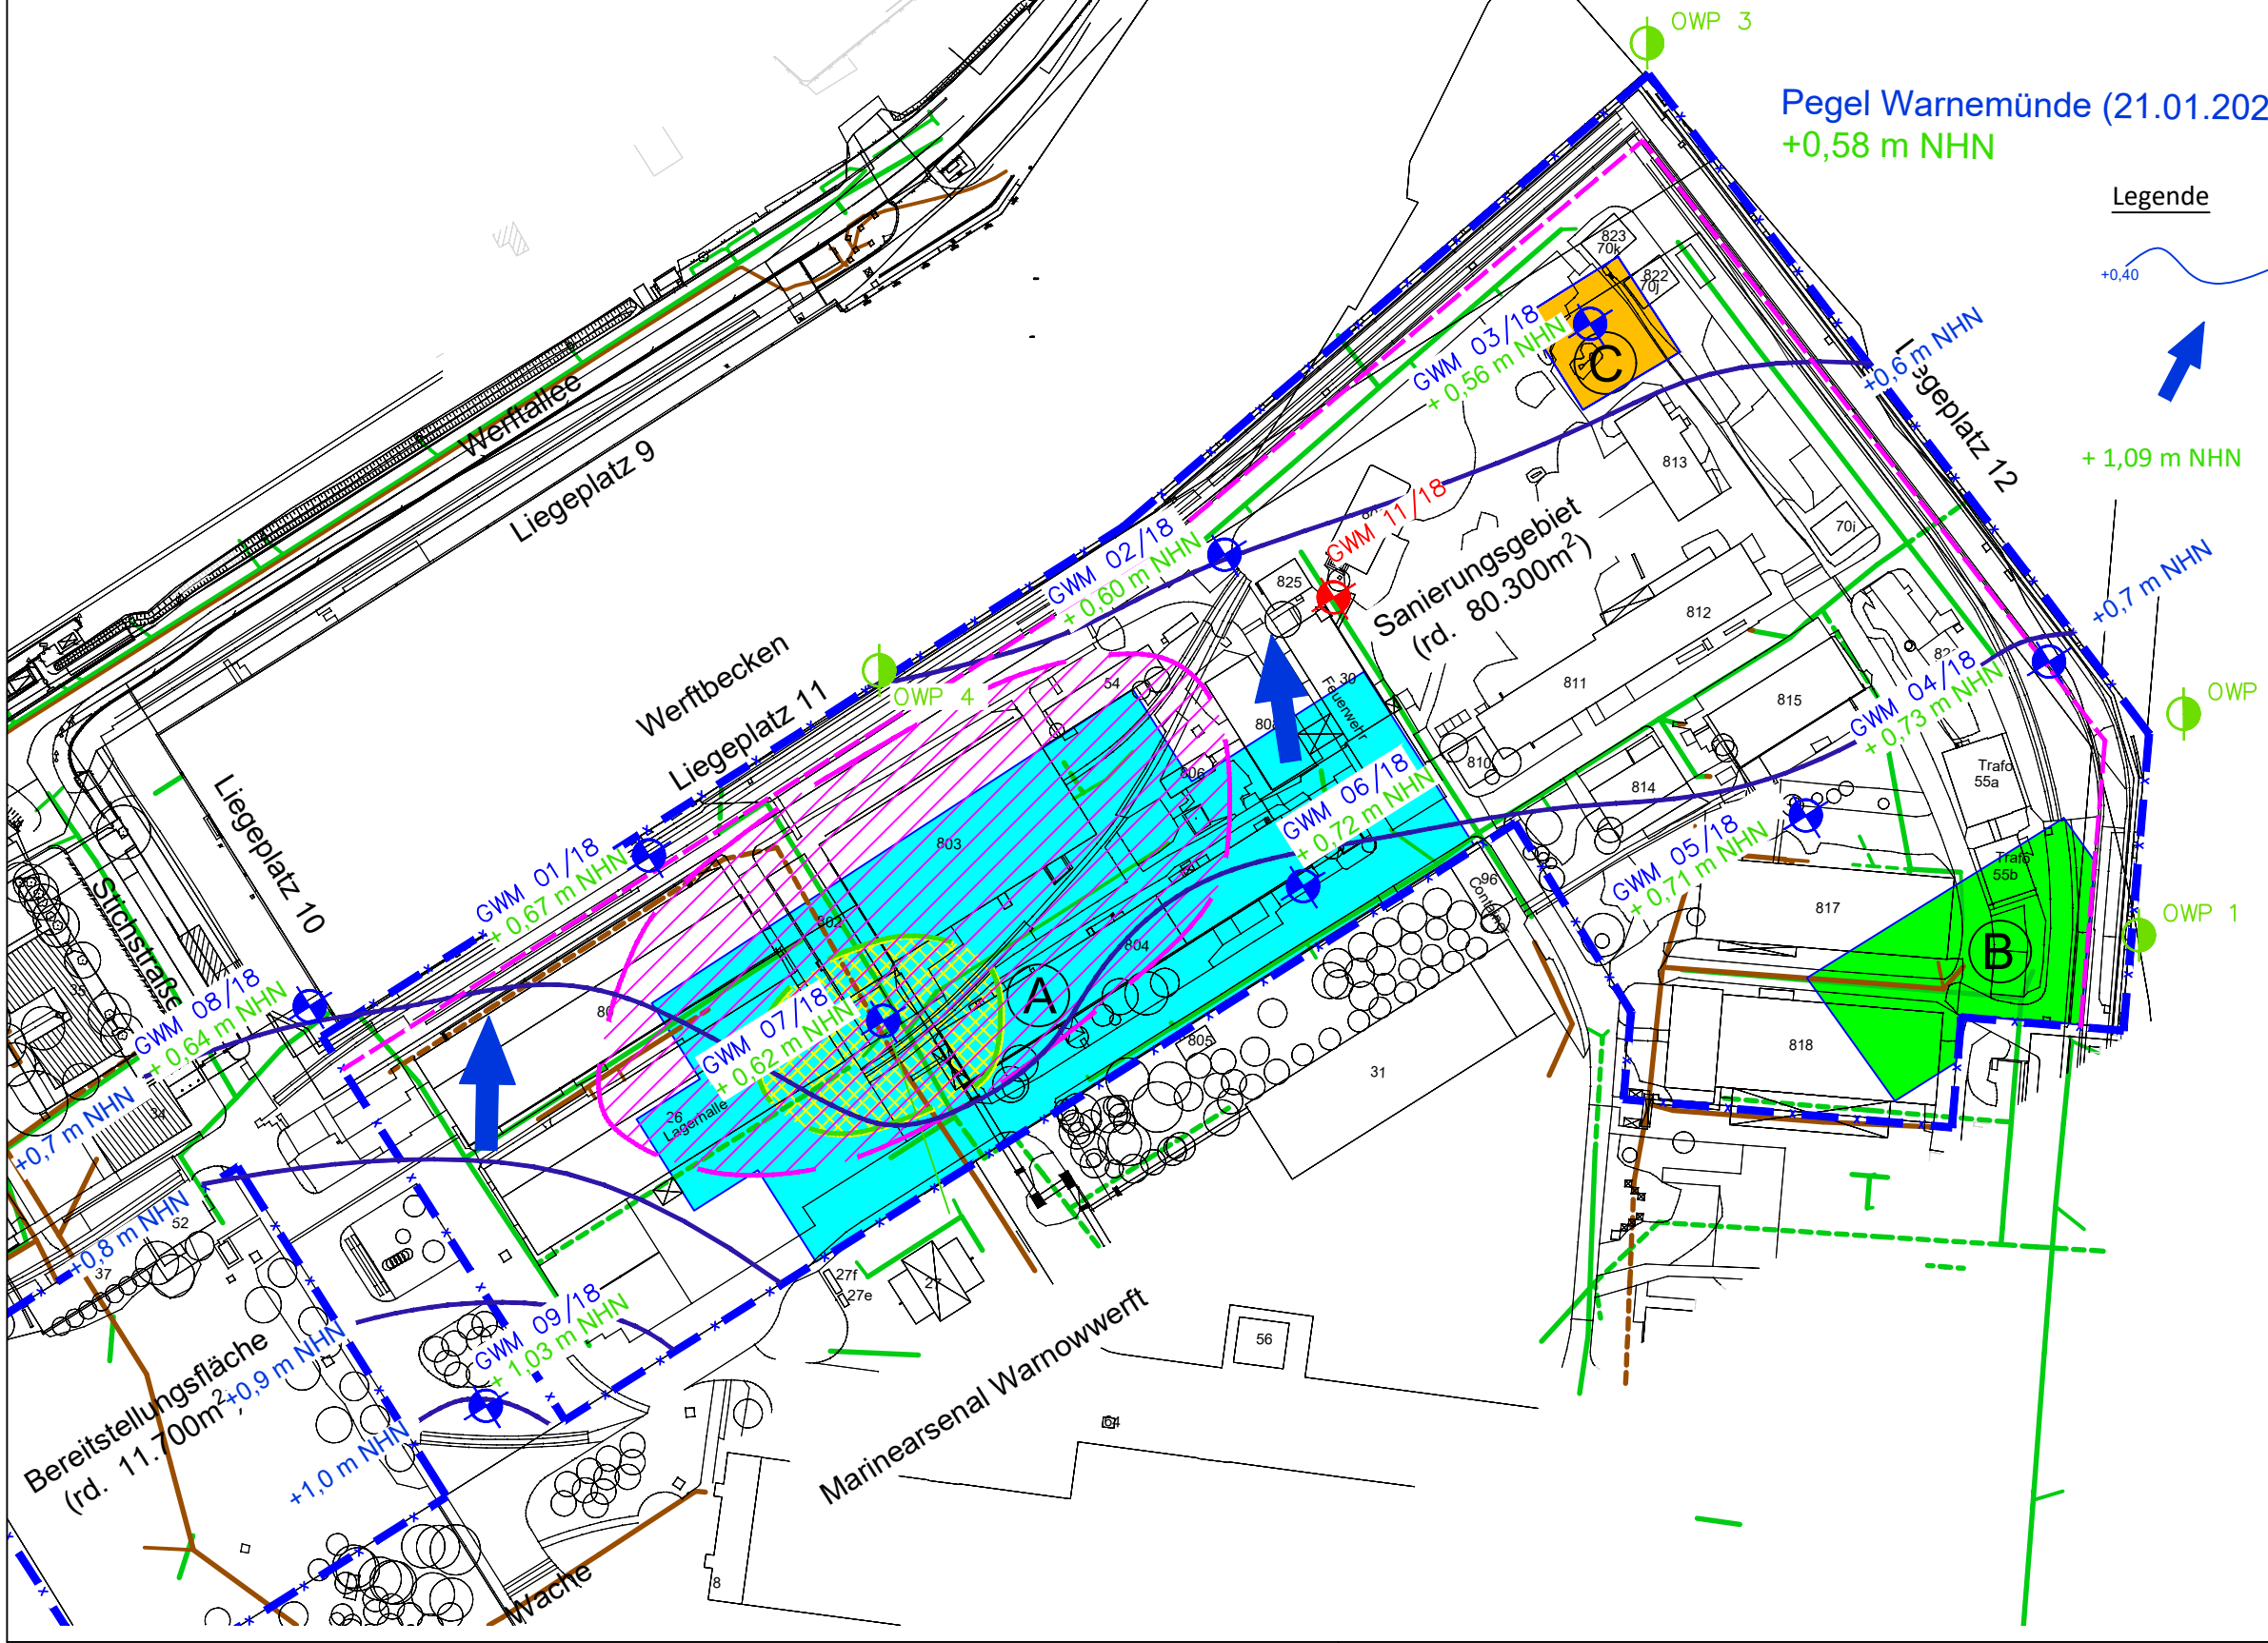 OWP 3
Pegel Warnemünde (21.01.202
+0,58 m NHN
Legende
+0,40
+ 1,09 m NHN
823
70k
822
70j
GWM 03/18
+ 0,56 m NHN
C
+0,6 m NHN
Liegeplatz 12
Werftallee
Liegeplatz 9
813
70i
GWM 11/18
GWM 02/18
+ 0,60 m NHN
825
Sanierungsgebiet
(rd. 80.300m²)
812
+0,7 m NHN
Werftbecken
Liegeplatz 11
OWP 4
54
30
Feuerwehr
811
815
GWM 04/18
+ 0,73 m NHN
OWP
806
810
814
Trafo
55a
Liegeplatz 10
GWM 06/18
+ 0,72 m NHN
803
GWM 01/18
+ 0,67 m NHN
GWM 05/18
+ 0,71 m NHN
Trafo
55b
96
817
OWP 1
Stichstraße
802
804
A
B
35
GWM 08/18
+ 0,64 m NHN
GWM 07/18
+ 0,62 m NHN
805
31
818
34
+0,7 m NHN
26
Lagerhalle
52
+0,8 m NHN
37
27f
27e
27
GWM 09/18
+ 1,03 m NHN
56
Marinearsenal Warnowwerft
Bereitstellungsfläche
(rd. 11.700m²
+0,9 m NHN
64
+1,0 m NHN
8
Wache